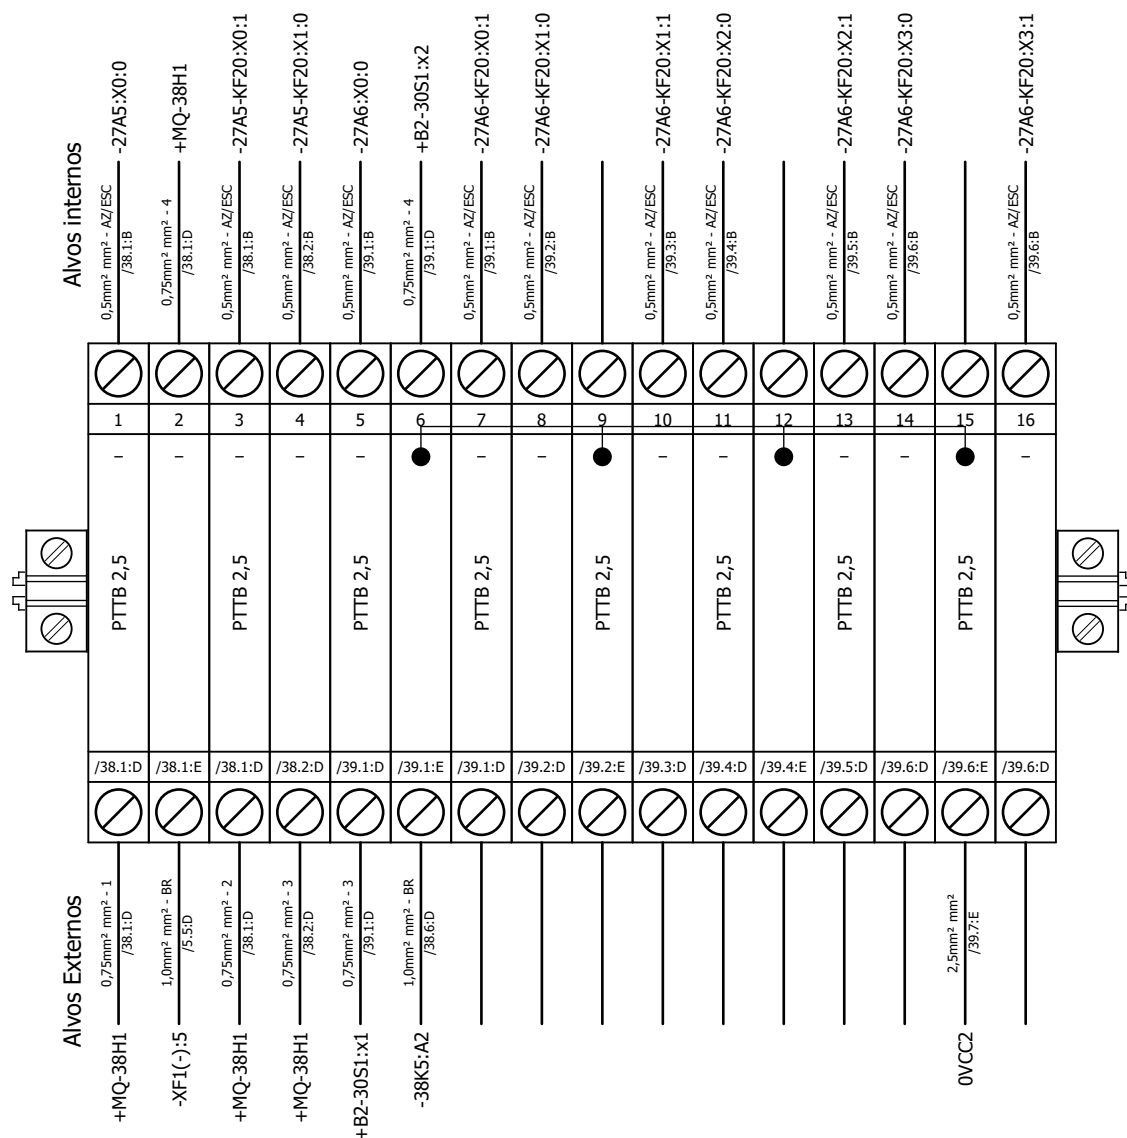 Alvos internos
-27A5:X0:0
+MQ-38H1
-27A5-KF20:X0:1
-27A5-KF20:X1:0
-27A6:X0:0
+B2-30S1:x2
-27A6-KF20:X0:1
-27A6-KF20:X1:0
-27A6-KF20:X1:1
-27A6-KF20:X2:0
-27A6-KF20:X2:1
-27A6-KF20:X3:0
-27A6-KF20:X3:1
0,5mm² mm² - AZ/ESC
/38.1:B
0,75mm² mm² - 4
/38.1:D
0,5mm² mm² - AZ/ESC
/38.1:B
0,5mm² mm² - AZ/ESC
/38.2:B
0,5mm² mm² - AZ/ESC
/39.1:B
0,75mm² mm² - 4
/39.1:D
0,5mm² mm² - AZ/ESC
/39.1:B
0,5mm² mm² - AZ/ESC
/39.2:B
0,5mm² mm² - AZ/ESC
/39.3:B
0,5mm² mm² - AZ/ESC
/39.4:B
0,5mm² mm² - AZ/ESC
/39.5:B
0,5mm² mm² - AZ/ESC
/39.6:B
0,5mm² mm² - AZ/ESC
/39.6:B
1 2 3 4 5 6 7 8 9 10 11 12 13 14 15 16
– – – – – – – – – – – –
PTTB 2,5
PTTB 2,5
PTTB 2,5
PTTB 2,5
PTTB 2,5
PTTB 2,5
PTTB 2,5
PTTB 2,5
/38.1:D /38.1:E /38.1:D /38.2:D /39.1:D /39.1:E /39.1:D /39.2:D /39.2:E /39.3:D /39.4:D /39.4:E /39.5:D /39.6:D /39.6:E /39.6:D
Alvos Externos
0,75mm² mm² - 1
/38.1:D
1,0mm² mm² - BR
/5.5:D
0,75mm² mm² - 2
/38.1:D
0,75mm² mm² - 3
/38.2:D
0,75mm² mm² - 3
/39.1:D
1,0mm² mm² - BR
/38.6:D
2,5mm² mm²
/39.7:E
+MQ-38H1
-XF1(-):5
+MQ-38H1
+MQ-38H1
+B2-30S1:x1
-38K5:A2
0VCC2